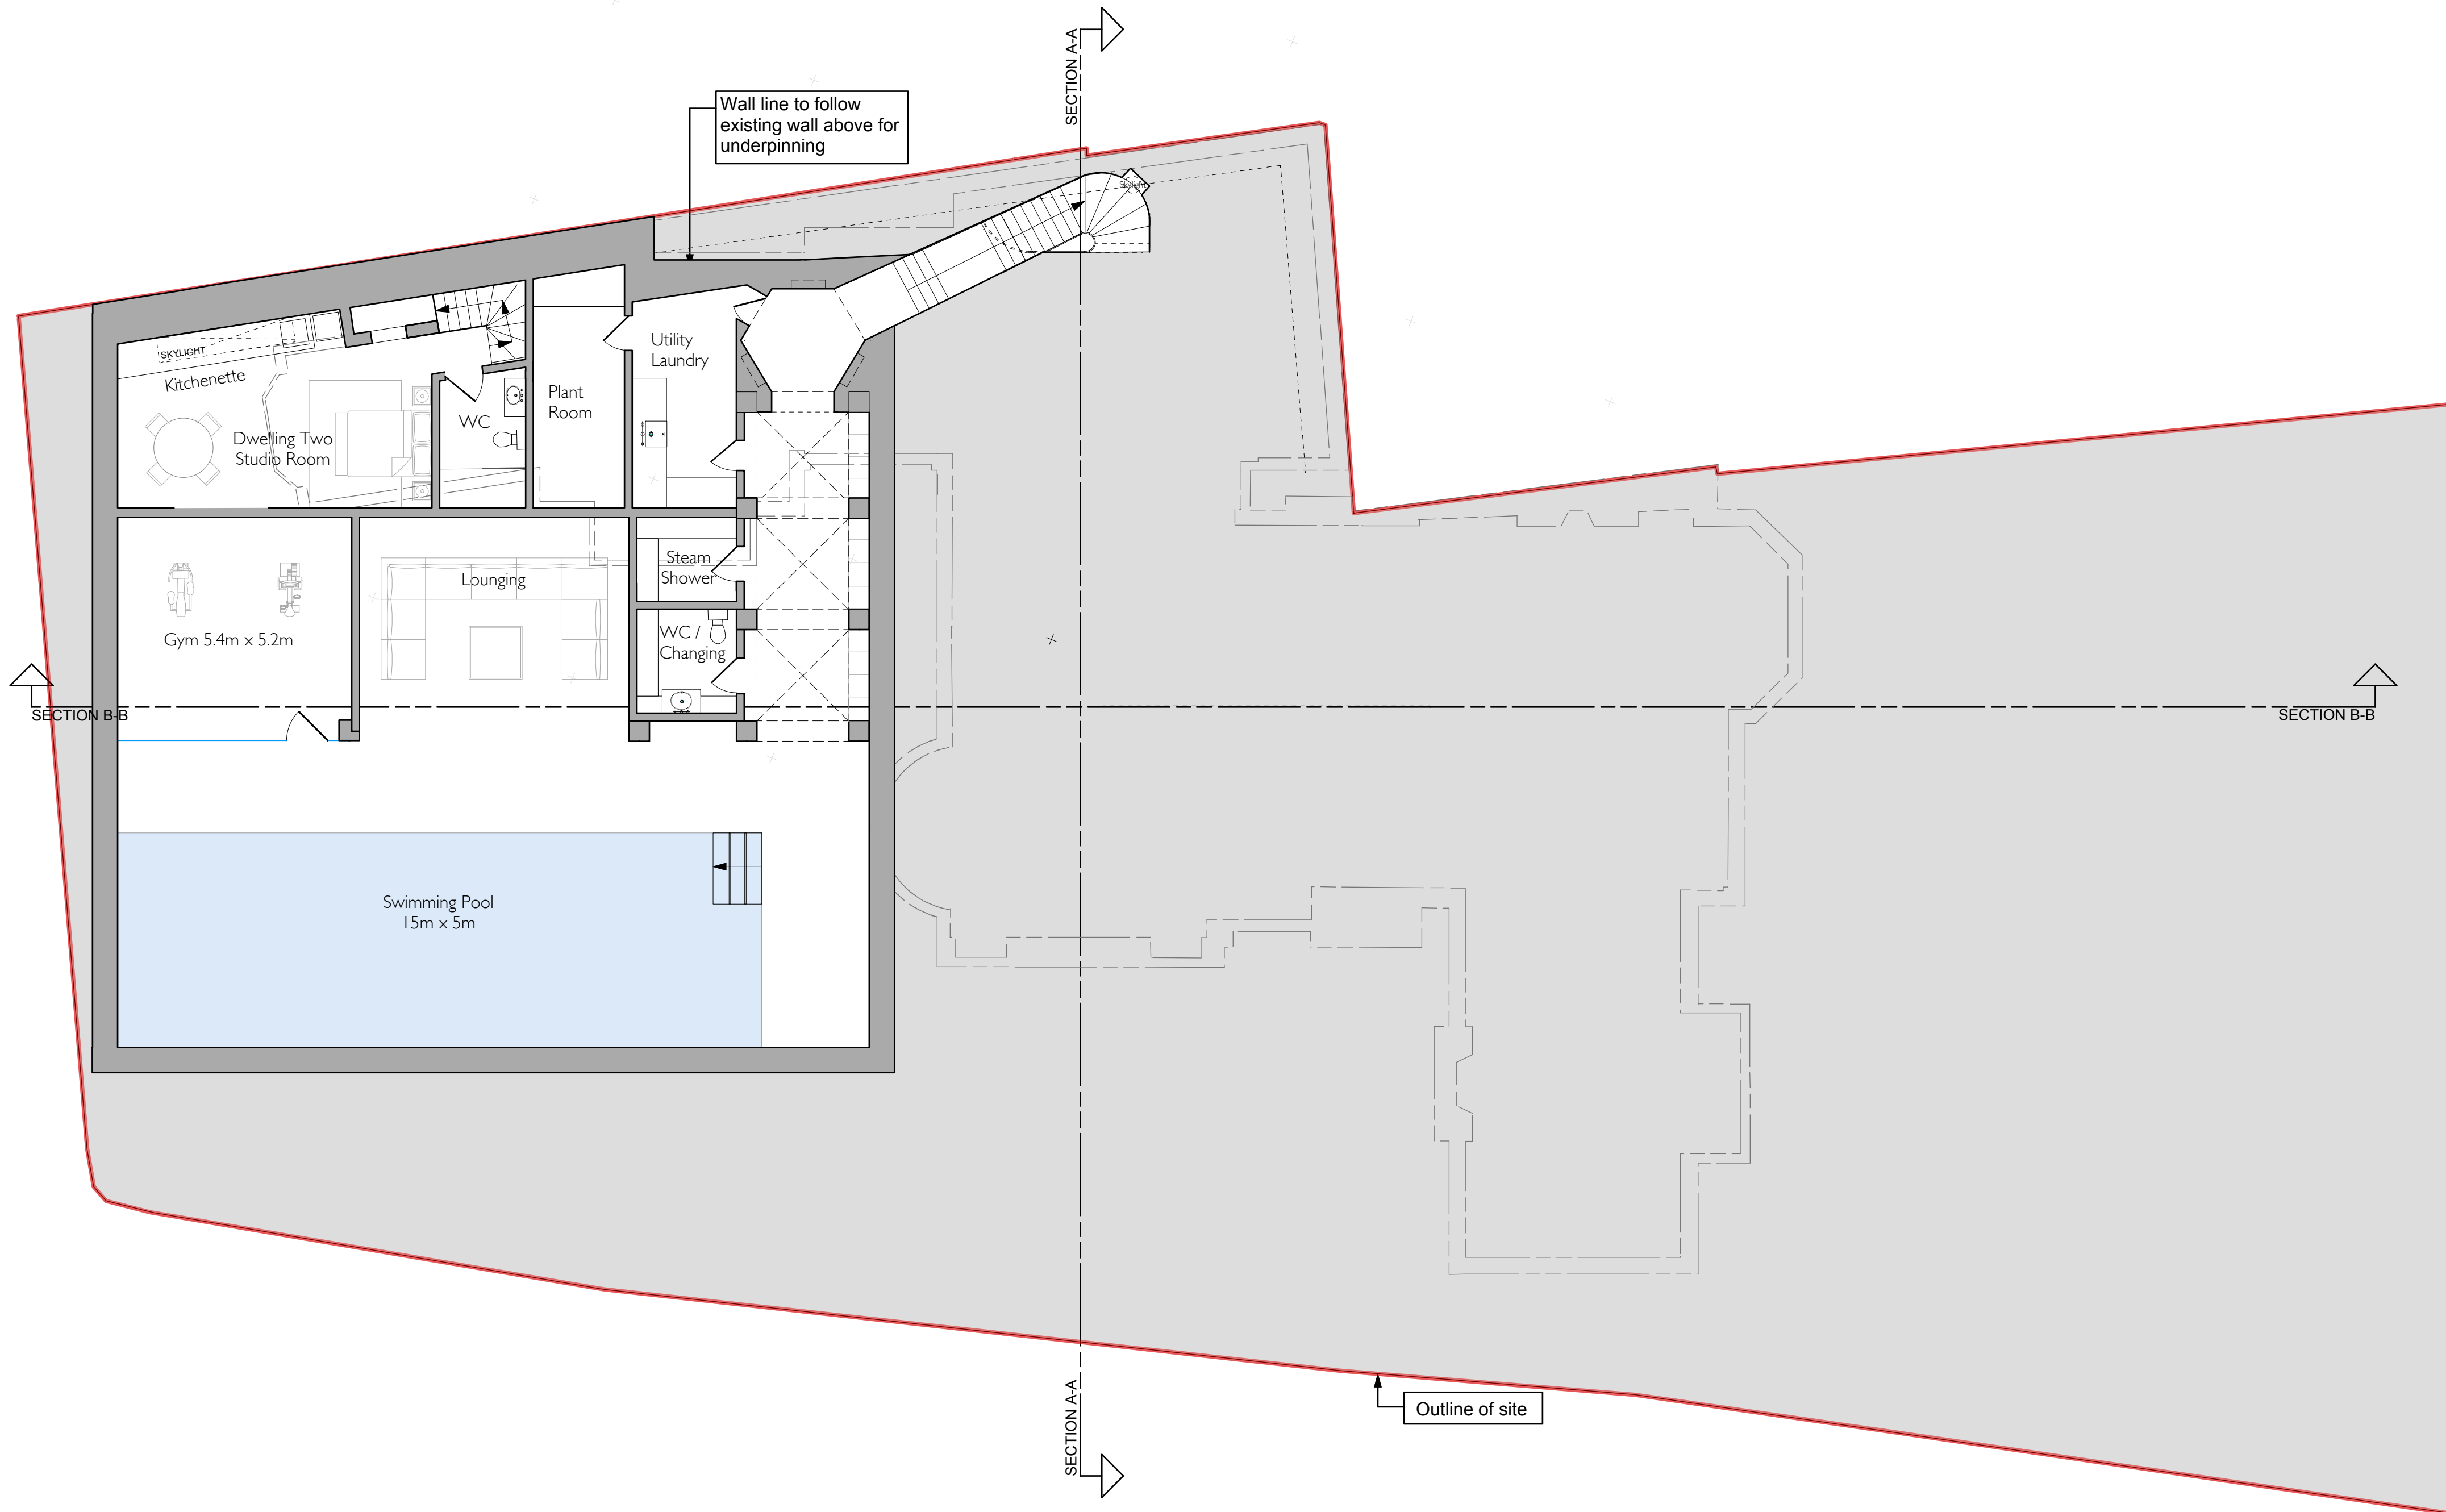 SECTION A-A
Wall line to follow
existing wall above for
underpinning
Skylight
SKYLIGHT
Kitchenette
Utility
Laundry
Plant
Room
WC
Dwelling Two
Studio Room
Steam
Shower
Lounging
Gym 5.4m x 5.2m
WC /
Changing
SECTION B-B
SECTION B-B
Swimming Pool
15m x 5m
SECTION A-A
Outline of site